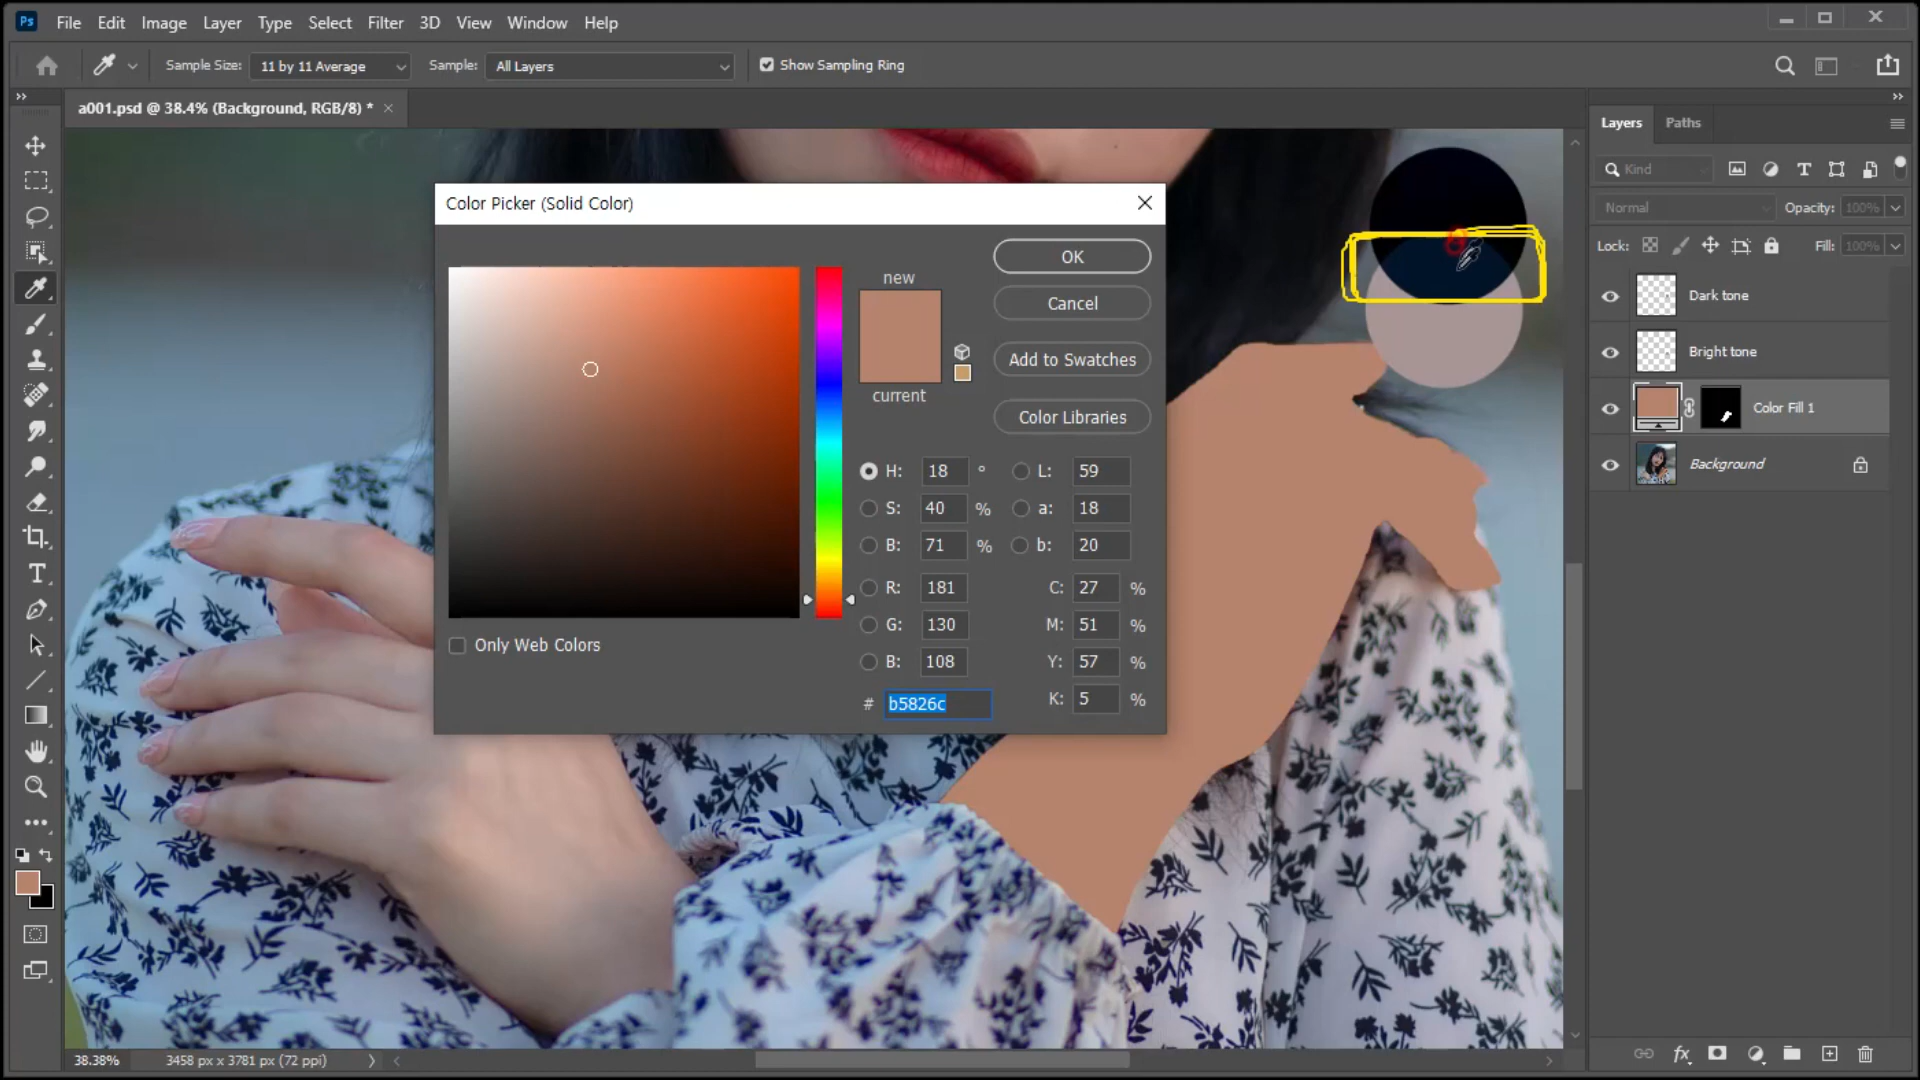 Ps File Edit Image Layer Type Select Filter 3D View Window Help
Sample Size: 11 by 11 Average Sample: All Layers Show Sampling Ring
a001.psd @ 38.4% (Background, RGB/8) *
Color Picker (Solid Color)
new
current
OK
Cancel
Add to Swatches
Color Libraries
H: 18 ° L: 59
S: 40 % a: 18
B: 71 % b: 20
R: 181 C: 27 %
G: 130 M: 51 %
B: 108 Y: 57 %
# b5826c K: 5 %
Only Web Colors
Layers Paths
Kind
Normal Opacity: 100%
Lock: Fill: 100%
Dark tone
Bright tone
Color Fill 1
Background
38.38% 3458 px x 3781 px (72 ppi)